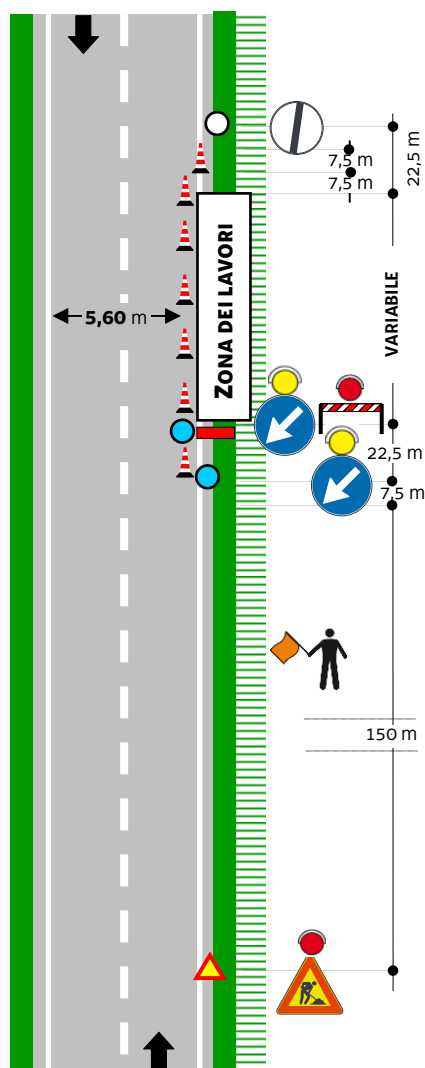 7,5 m
7,5 m
22,5 m
ZONA DEI LAVORI
VARIABILE
5,60 m
22,5 m
7,5 m
150 m